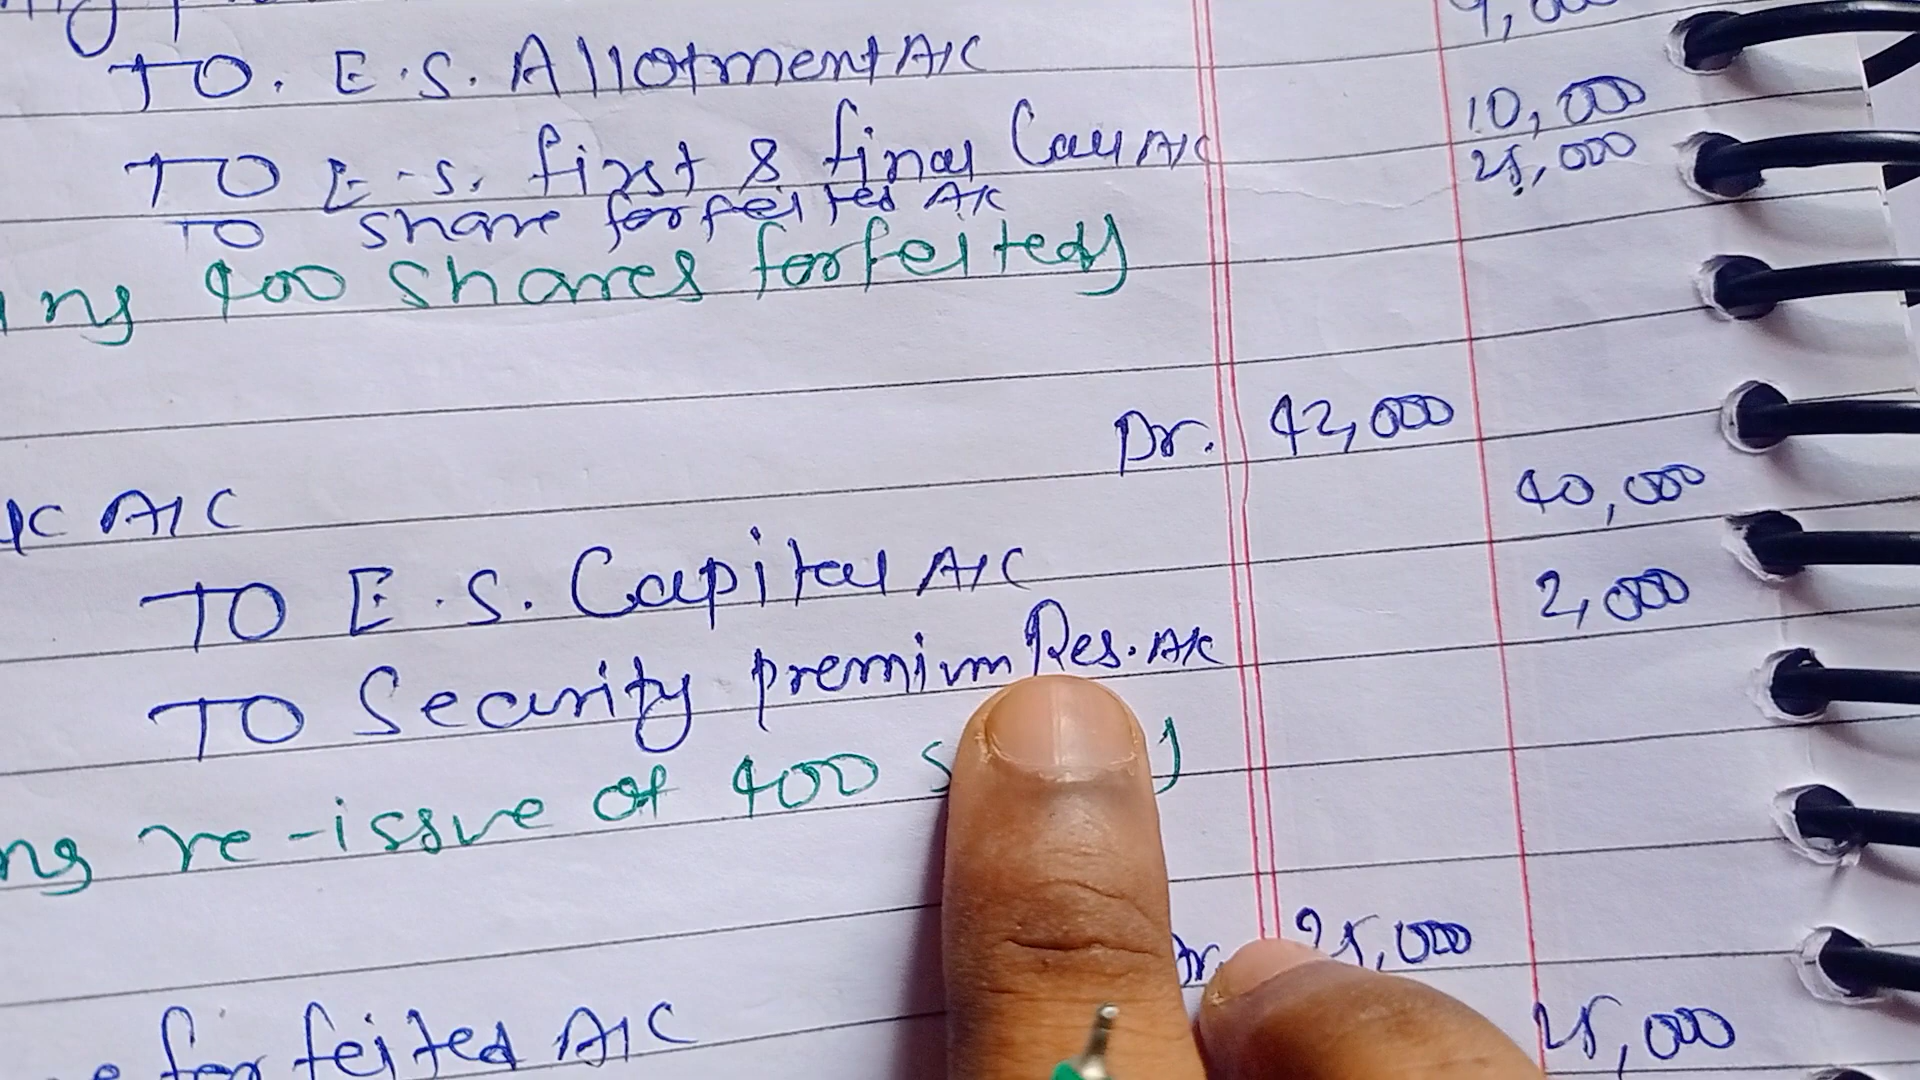 TO. E.S. Allotment A/C
10,000
TO E.S. first & final Call A/C
25,000
TO share forfeited A/C
ing 400 shares forfeited)
Dr. 42,000
A/C
40,000
TO E.S. Capital A/C
2,000
TO Security premium Res. A/C
ng re-issue of 400
25,000
forfeited A/C
25,000